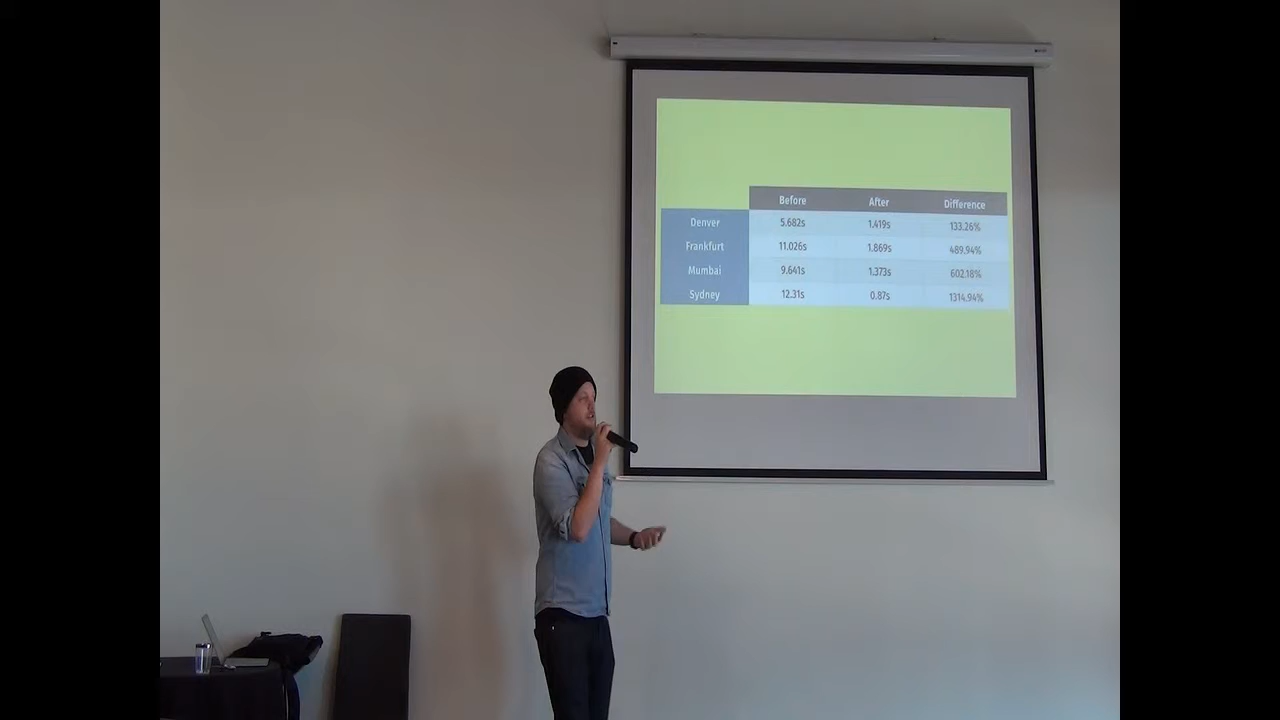 Before After Difference
Denver 5.682s 1.419s 133.26%
Frankfurt 11.026s 1.869s 489.94%
Mumbai 9.641s 1.373s 602.18%
Sydney 12.31s 0.87s 1314.94%